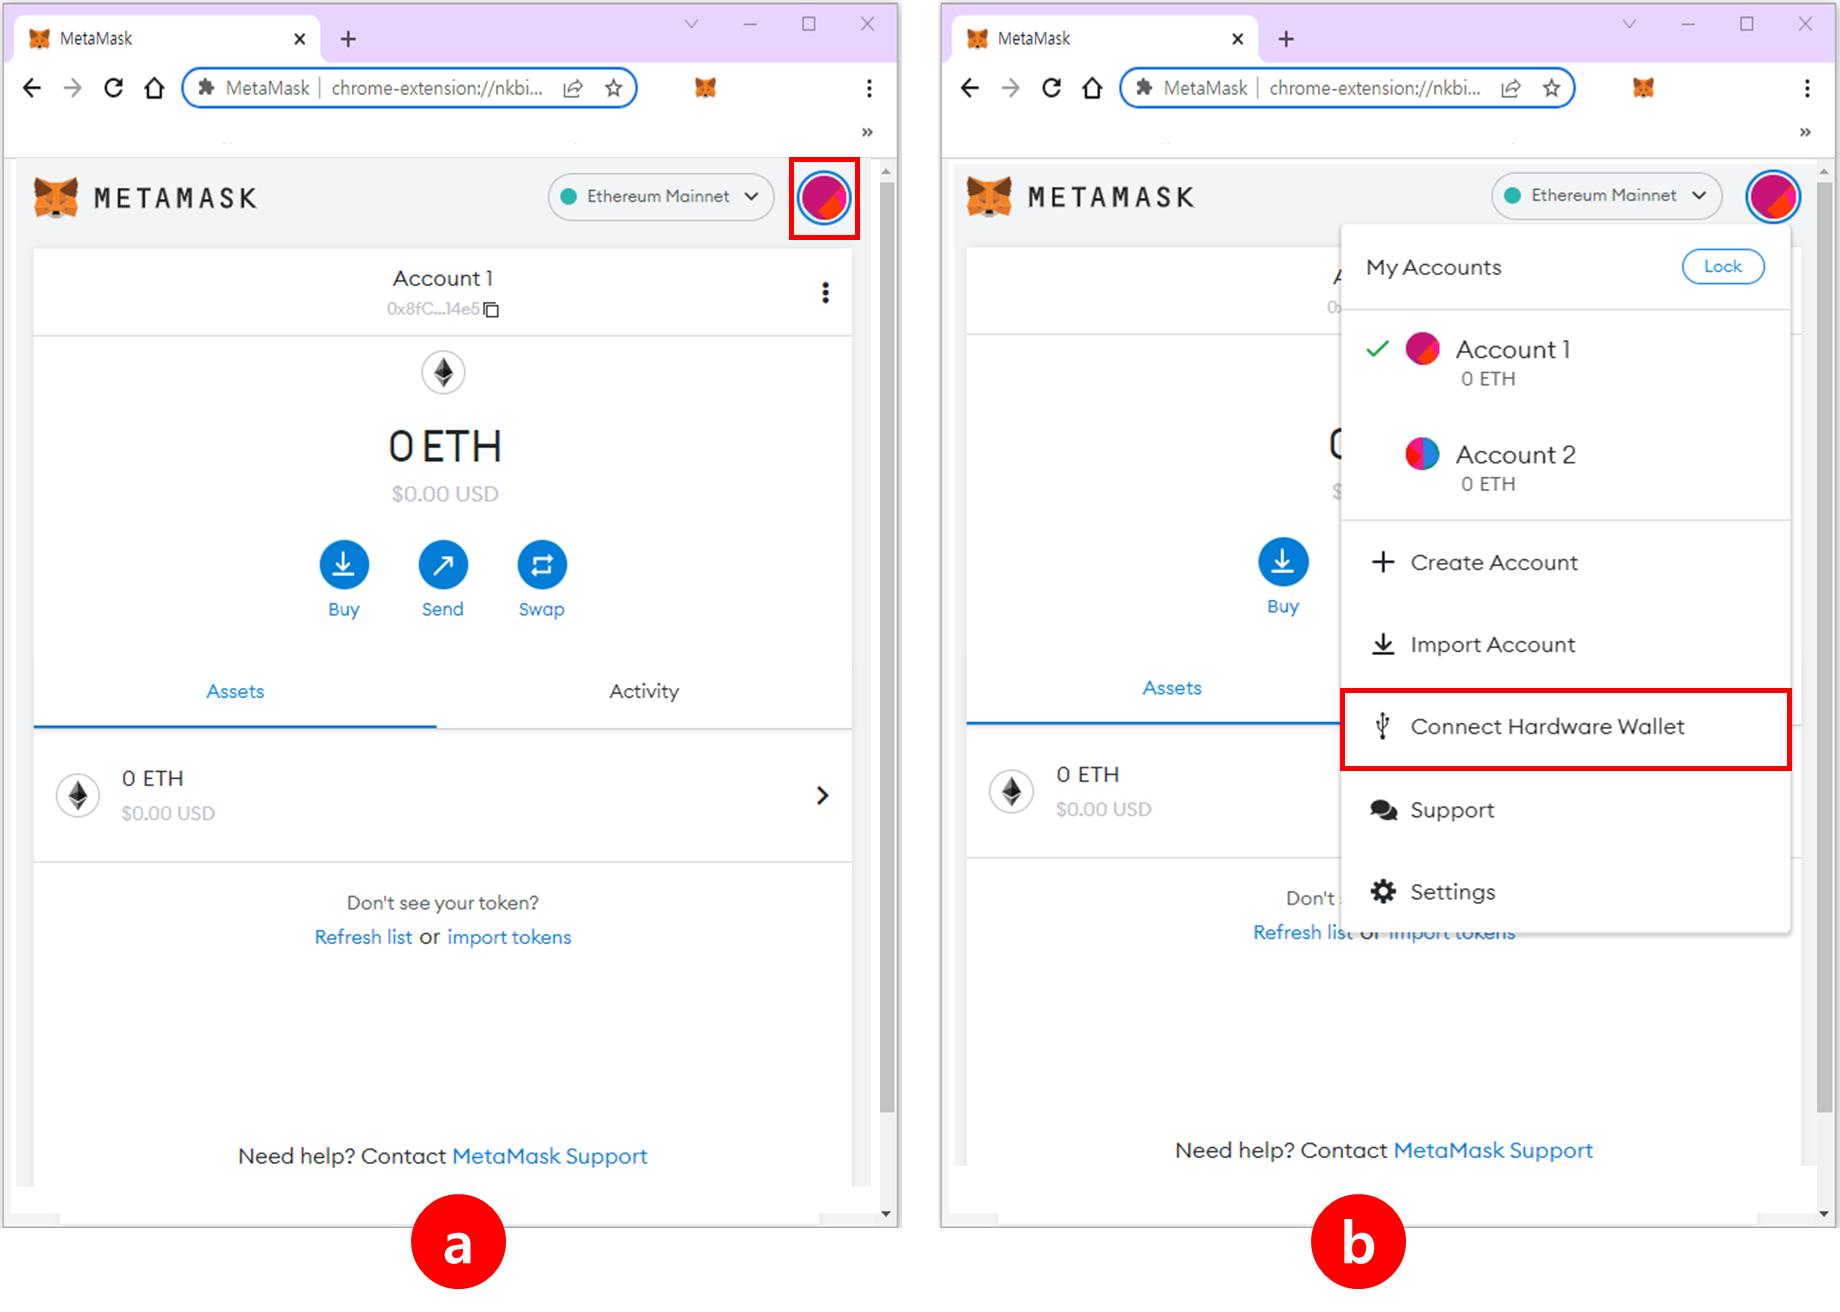 MetaMask
MetaMask | chrome-extension://nkbi...
»
METAMASK
Ethereum Mainnet
Account 1
0x8fC...14e5
0 ETH
$0.00 USD
Buy Send Swap
Assets Activity
0 ETH
$0.00 USD
Don't see your token?
Refresh list or import tokens
Need help? Contact MetaMask Support
a
MetaMask
MetaMask | chrome-extension://nkbi...
»
METAMASK
Ethereum Mainnet
My Accounts Lock
Account 1
0 ETH
Account 2
0 ETH
Buy
Create Account
Import Account
Assets
Connect Hardware Wallet
0 ETH
$0.00 USD
Support
Settings
Don't
Refresh list or import tokens
Need help? Contact MetaMask Support
b